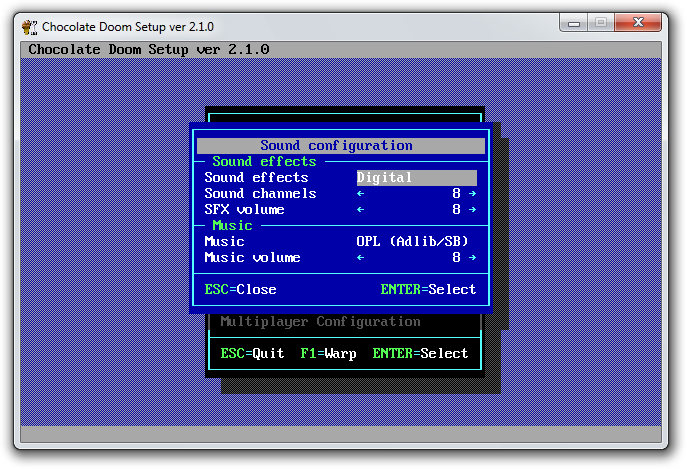 Chocolate Doom Setup ver 2.1.0
Chocolate Doom Setup ver 2.1.0
Sound configuration
Sound effects
Sound effects Digital
Sound channels ← 8 →
SFX volume ← 8 →
Music
Music OPL (Adlib/SB)
Music volume ← 8 →
ESC=Close ENTER=Select
Multiplayer Configuration
ESC=Quit F1=Warp ENTER=Select